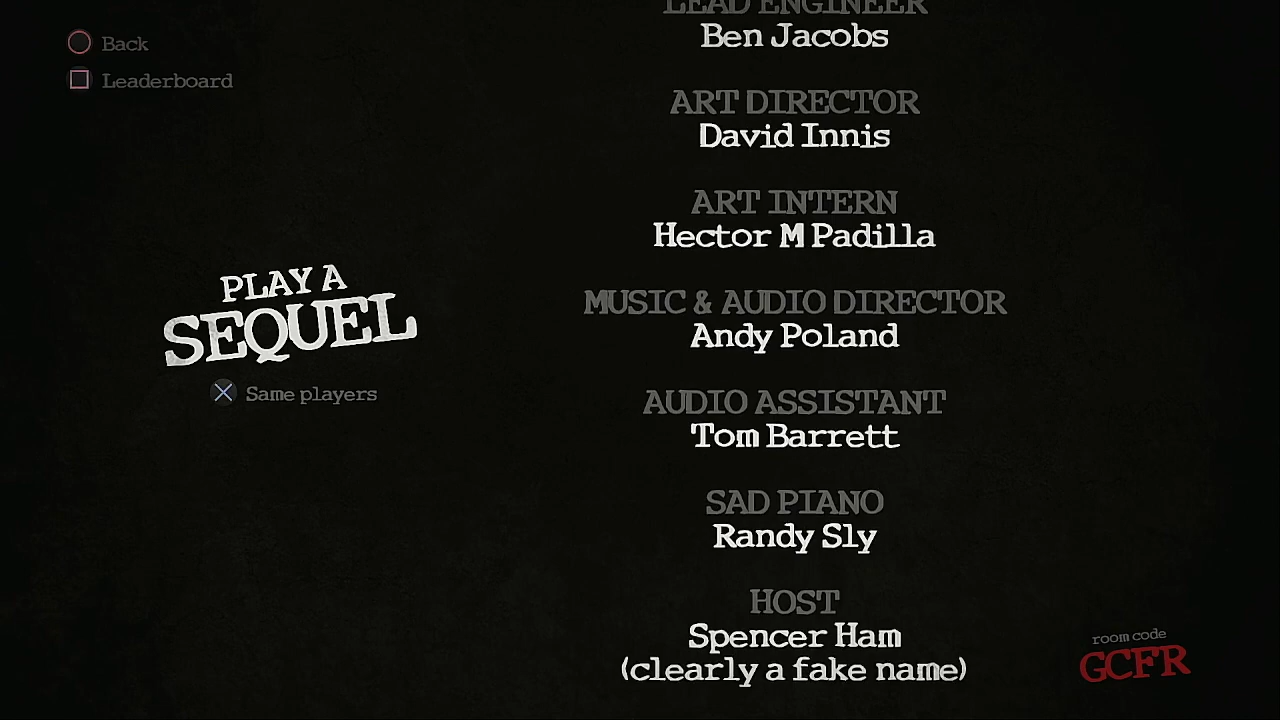 Back
Leaderboard
PLAY A
SEQUEL
Same players
LEAD ENGINEER
Ben Jacobs
ART DIRECTOR
David Innis
ART INTERN
Hector M Padilla
MUSIC & AUDIO DIRECTOR
Andy Poland
AUDIO ASSISTANT
Tom Barrett
SAD PIANO
Randy Sly
HOST
Spencer Ham
(clearly a fake name)
room code
GCFR